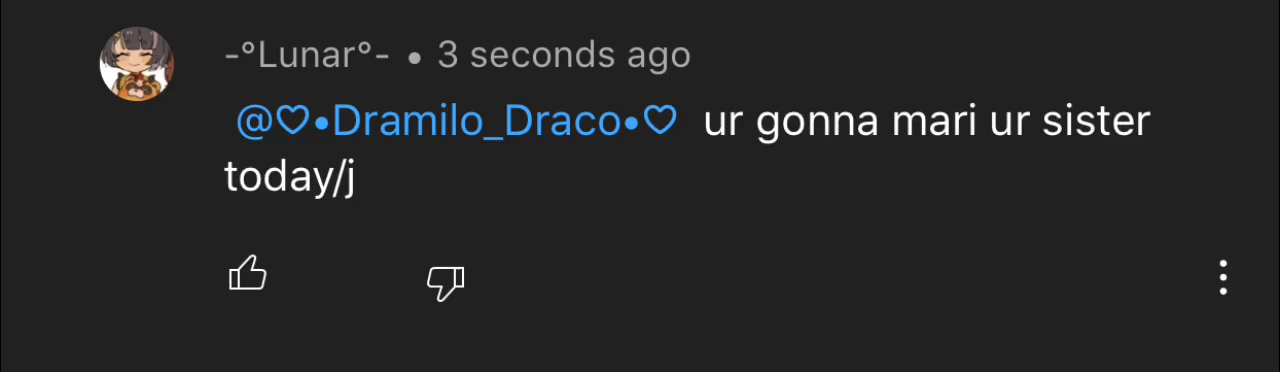 -°Lunar°- • 3 seconds ago
@♡•Dramilo_Draco•♡ ur gonna mari ur sister
today/j